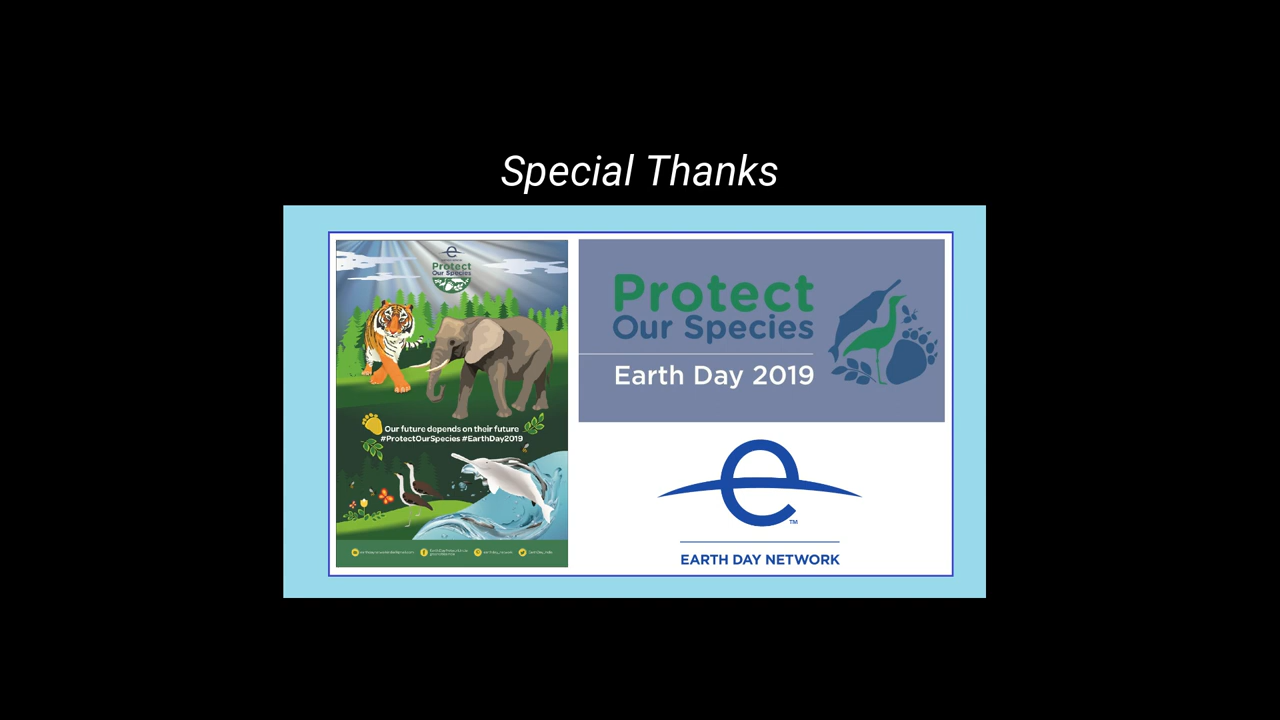 Special Thanks
Protect
Our Species
Our future depends on their future
#ProtectOurSpecies #EarthDay2019
Protect
Our Species
Earth Day 2019
e
TM
EARTH DAY NETWORK